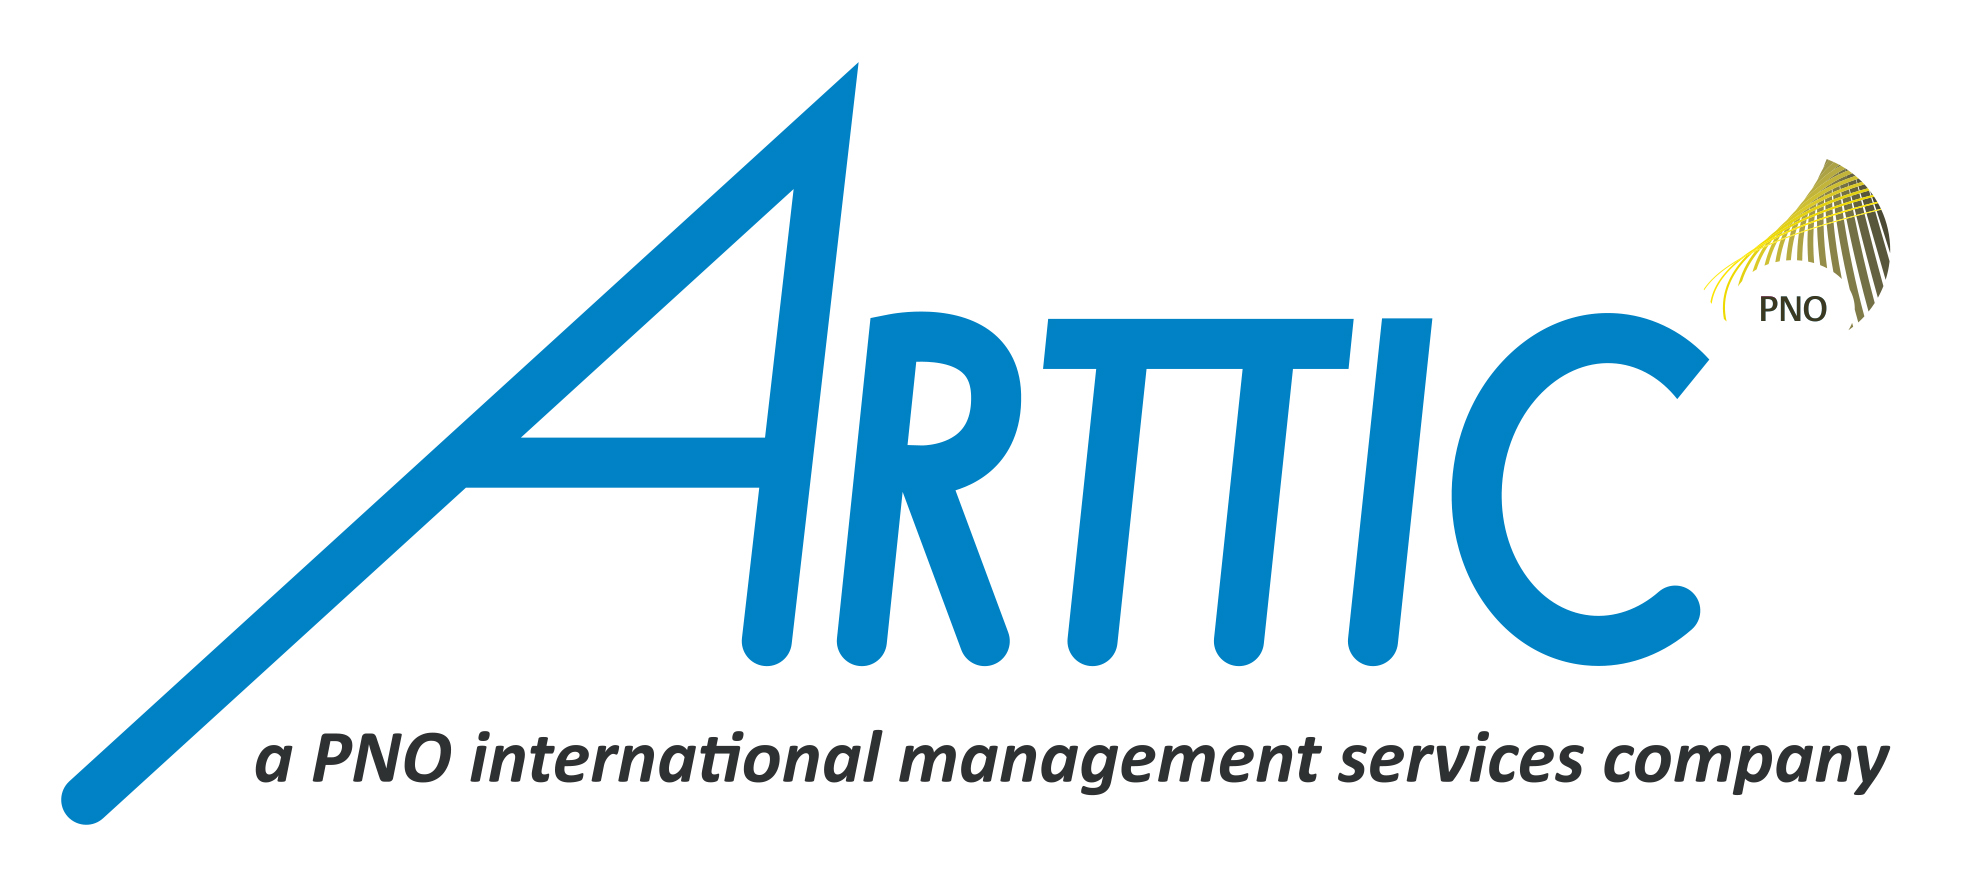 ARTTIC
PNO
a PNO international management services company